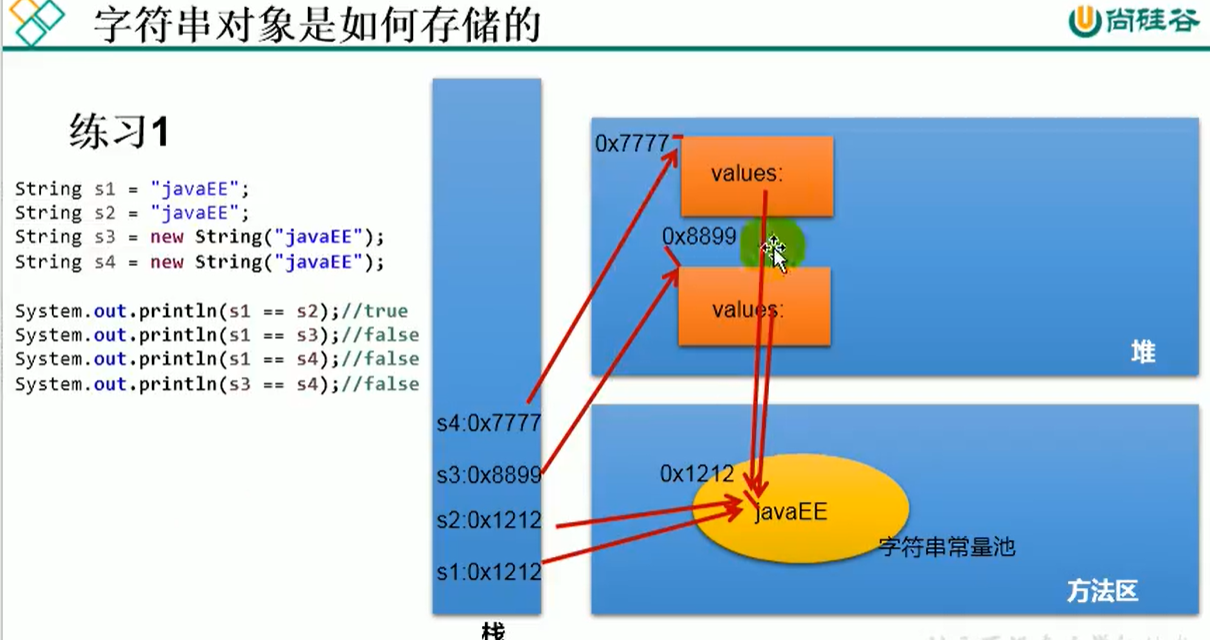 字符串对象是如何存储的
尚硅谷
练习1
String s1 = "javaEE";
String s2 = "javaEE";
String s3 = new String("javaEE");
String s4 = new String("javaEE");
System.out.println(s1 == s2);//true
System.out.println(s1 == s3);//false
System.out.println(s1 == s4);//false
System.out.println(s3 == s4);//false
s4:0x7777
s3:0x8899
s2:0x1212
s1:0x1212
栈
0x7777
values:
0x8899
values:
堆
0x1212
javaEE
字符串常量池
方法区